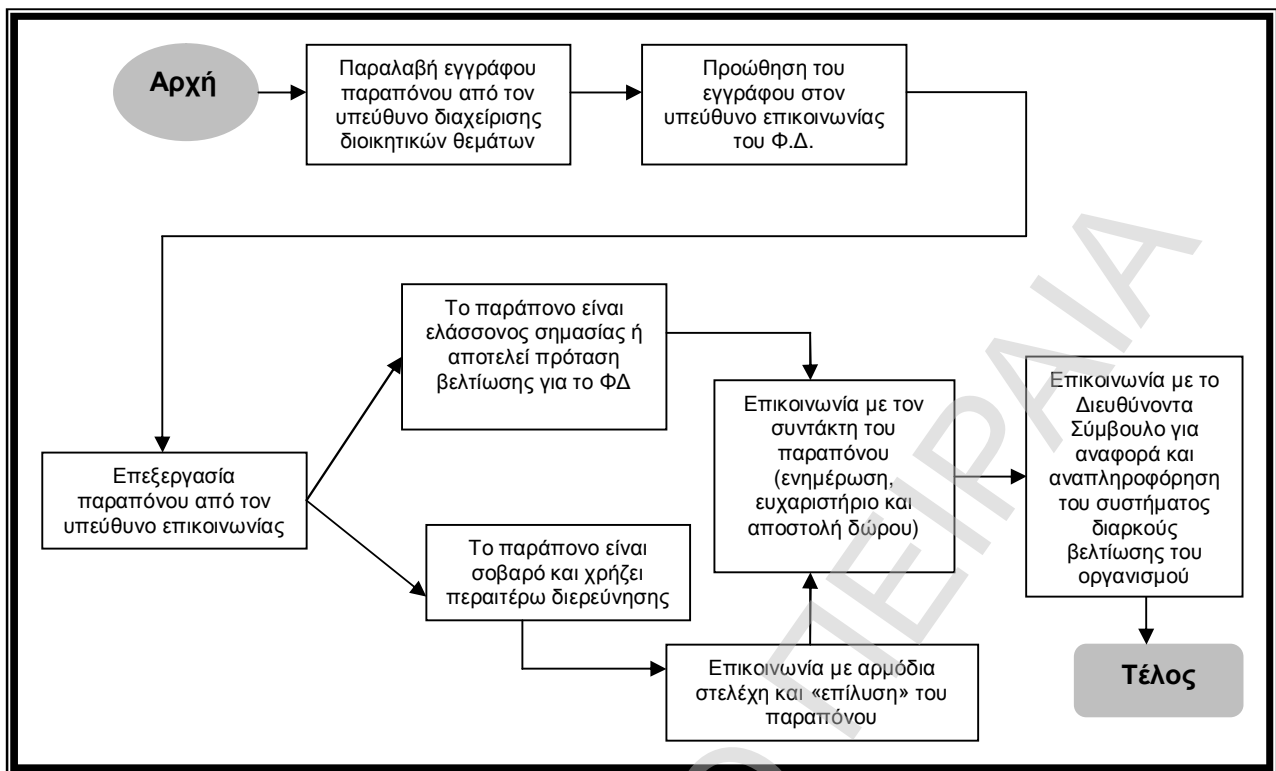 Αρχή
Παραλαβή εγγράφου
παραπόνου από τον
υπεύθυνο διαχείρισης
διοικητικών θεμάτων
Προώθηση του
εγγράφου στον
υπεύθυνο επικοινωνίας
του Φ.Δ.
Το παράπονο είναι
ελάσσονος σημασίας ή
αποτελεί πρόταση
βελτίωσης για το ΦΔ
Επεξεργασία
παραπόνου από τον
υπεύθυνο επικοινωνίας
Το παράπονο είναι
σοβαρό και χρήζει
περαιτέρω διερεύνησης
Επικοινωνία με αρμόδια
στελέχη και «επίλυση» του
παραπόνου
Επικοινωνία με τον
συντάκτη του
παραπόνου
(ενημέρωση,
ευχαριστήριο και
αποστολή δώρου)
Επικοινωνία με το
Διευθύνοντα
Σύμβουλο για
αναφορά και
αναπληροφόρηση
του συστήματος
διαρκούς
βελτίωσης του
οργανισμού
Τέλος
ΠΕΙΡΑΙΑ